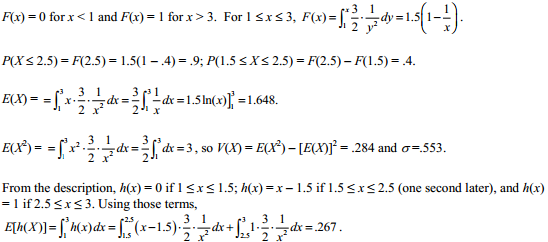 F(x) = 0 for x < 1 and F(x) = 1 for x > 3. For 1 ≤ x ≤ 3, F(x) = ∫₁ˣ 3/2 · 1/y² dy = 1.5(1 − 1/x).
P(X ≤ 2.5) = F(2.5) = 1.5(1 − .4) = .9; P(1.5 ≤ X ≤ 2.5) = F(2.5) − F(1.5) = .4.
E(X) = = ∫₁³ x · 3/2 · 1/x² dx = 3/2 ∫₁³ 1/x dx = 1.5 ln(x)]₁³ = 1.648.
E(X²) = = ∫₁³ x² · 3/2 · 1/x² dx = 3/2 ∫₁³ dx = 3, so V(X) = E(X²) − [E(X)]² = .284 and σ =.553.
From the description, h(x) = 0 if 1 ≤ x ≤ 1.5; h(x) = x − 1.5 if 1.5 ≤ x ≤ 2.5 (one second later), and h(x)
= 1 if 2.5 ≤ x ≤ 3. Using those terms,
E[h(X)] = ∫₁³ h(x) dx = ∫_{1.5}^{2.5} (x − 1.5) · 3/2 · 1/x² dx + ∫_{2.5}^{3} 1 · 3/2 · 1/x² dx = .267 .